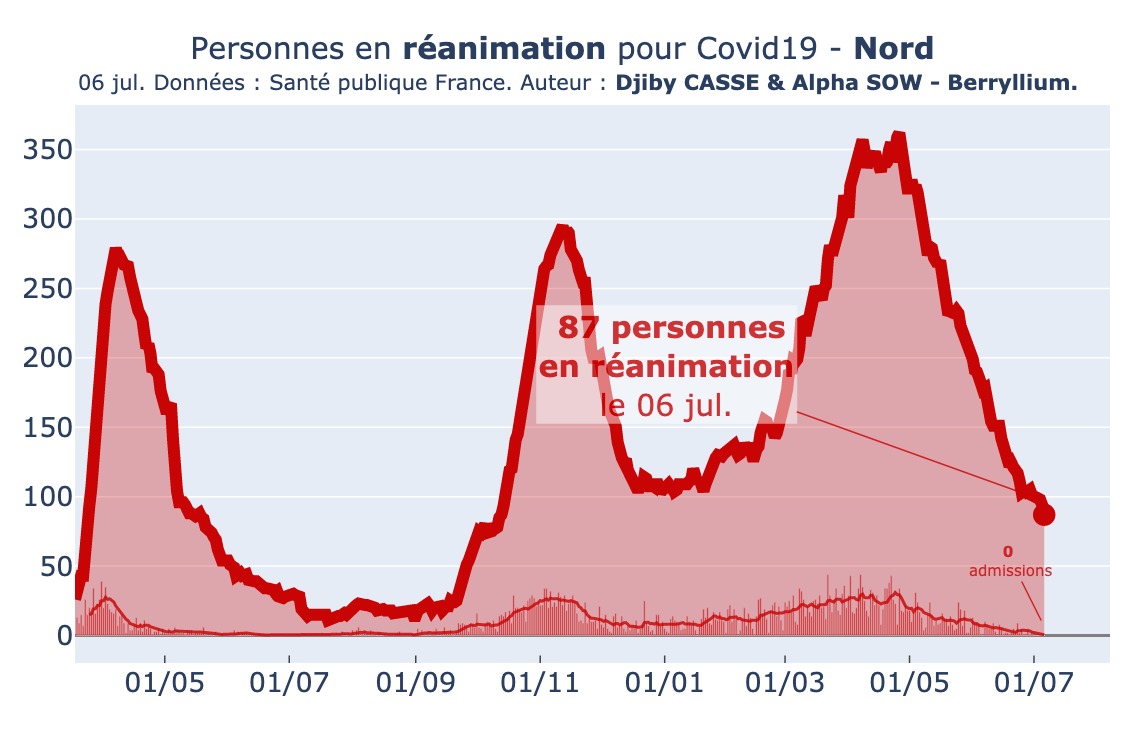 Personnes en réanimation pour Covid19 - Nord
06 jul. Données : Santé publique France. Auteur : Djiby CASSE & Alpha SOW - Berryllium.
350
300
250
200
150
100
50
0
87 personnes
en réanimation
le 06 jul.
0
admissions
01/05 01/07 01/09 01/11 01/01 01/03 01/05 01/07